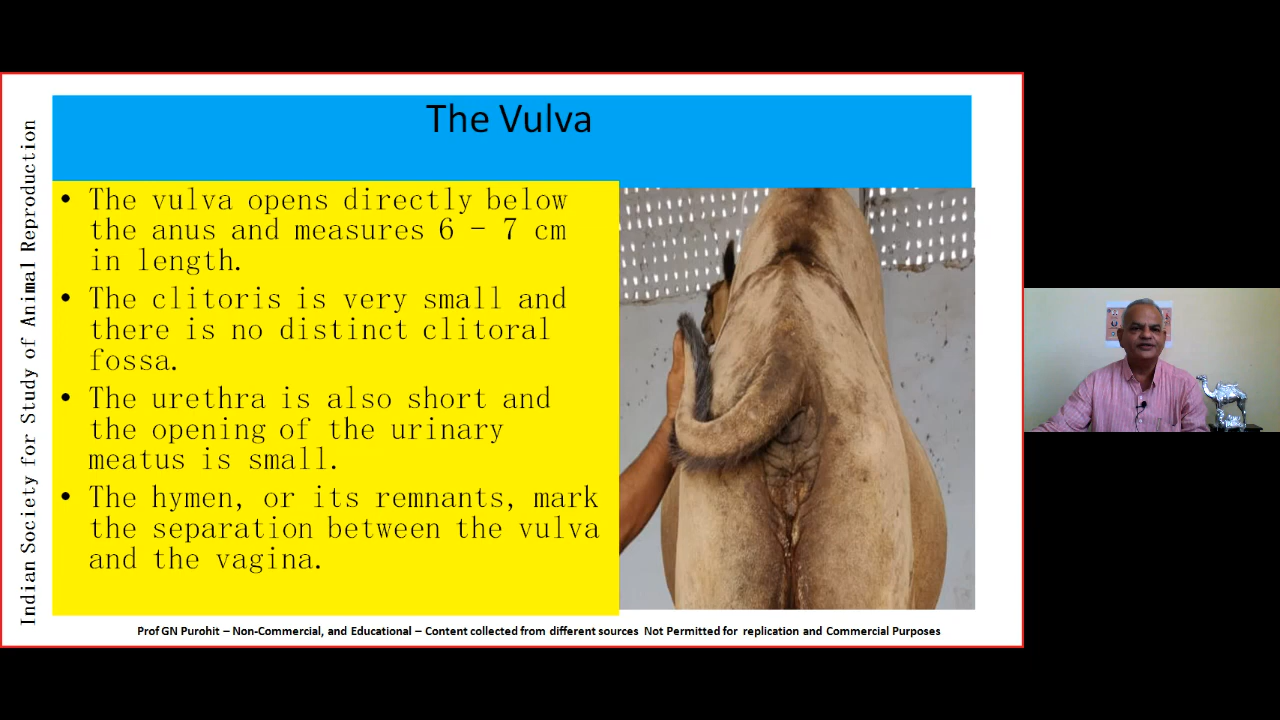 Indian Society for Study of Animal Reproduction
The Vulva
• The vulva opens directly below
the anus and measures 6 – 7 cm
in length.
• The clitoris is very small and
there is no distinct clitoral
fossa.
• The urethra is also short and
the opening of the urinary
meatus is small.
• The hymen, or its remnants, mark
the separation between the vulva
and the vagina.
Prof GN Purohit – Non-Commercial, and Educational – Content collected from different sources Not Permitted for replication and Commercial Purposes